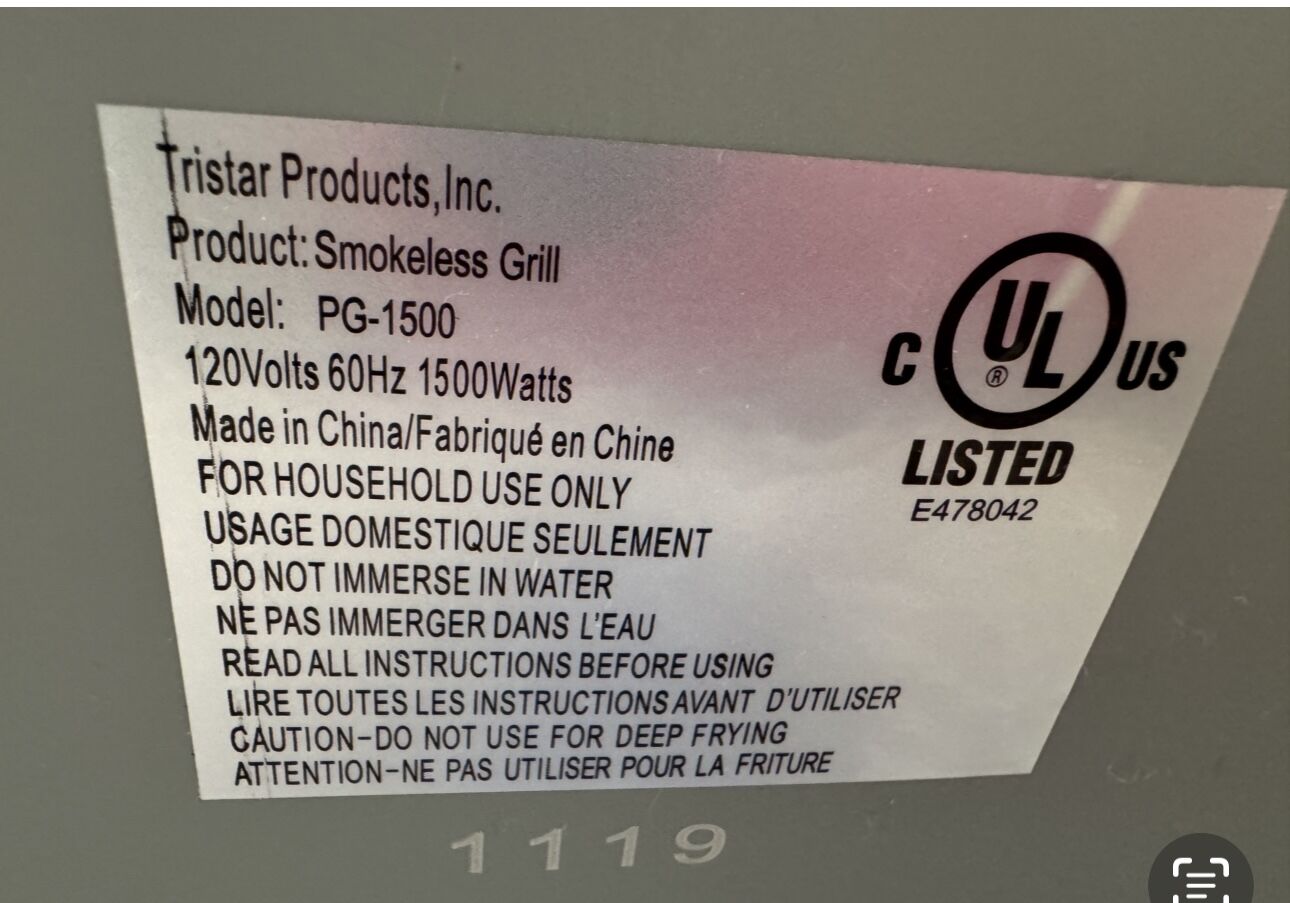 Tristar Products,Inc.
Product: Smokeless Grill
Model: PG-1500
120Volts 60Hz 1500Watts
Made in China/Fabriqué en Chine
FOR HOUSEHOLD USE ONLY
USAGE DOMESTIQUE SEULEMENT
DO NOT IMMERSE IN WATER
NE PAS IMMERGER DANS L'EAU
READ ALL INSTRUCTIONS BEFORE USING
LIRE TOUTES LES INSTRUCTIONS AVANT D'UTILISER
CAUTION-DO NOT USE FOR DEEP FRYING
ATTENTION-NE PAS UTILISER POUR LA FRITURE
C UL® US
LISTED
E478042
1119